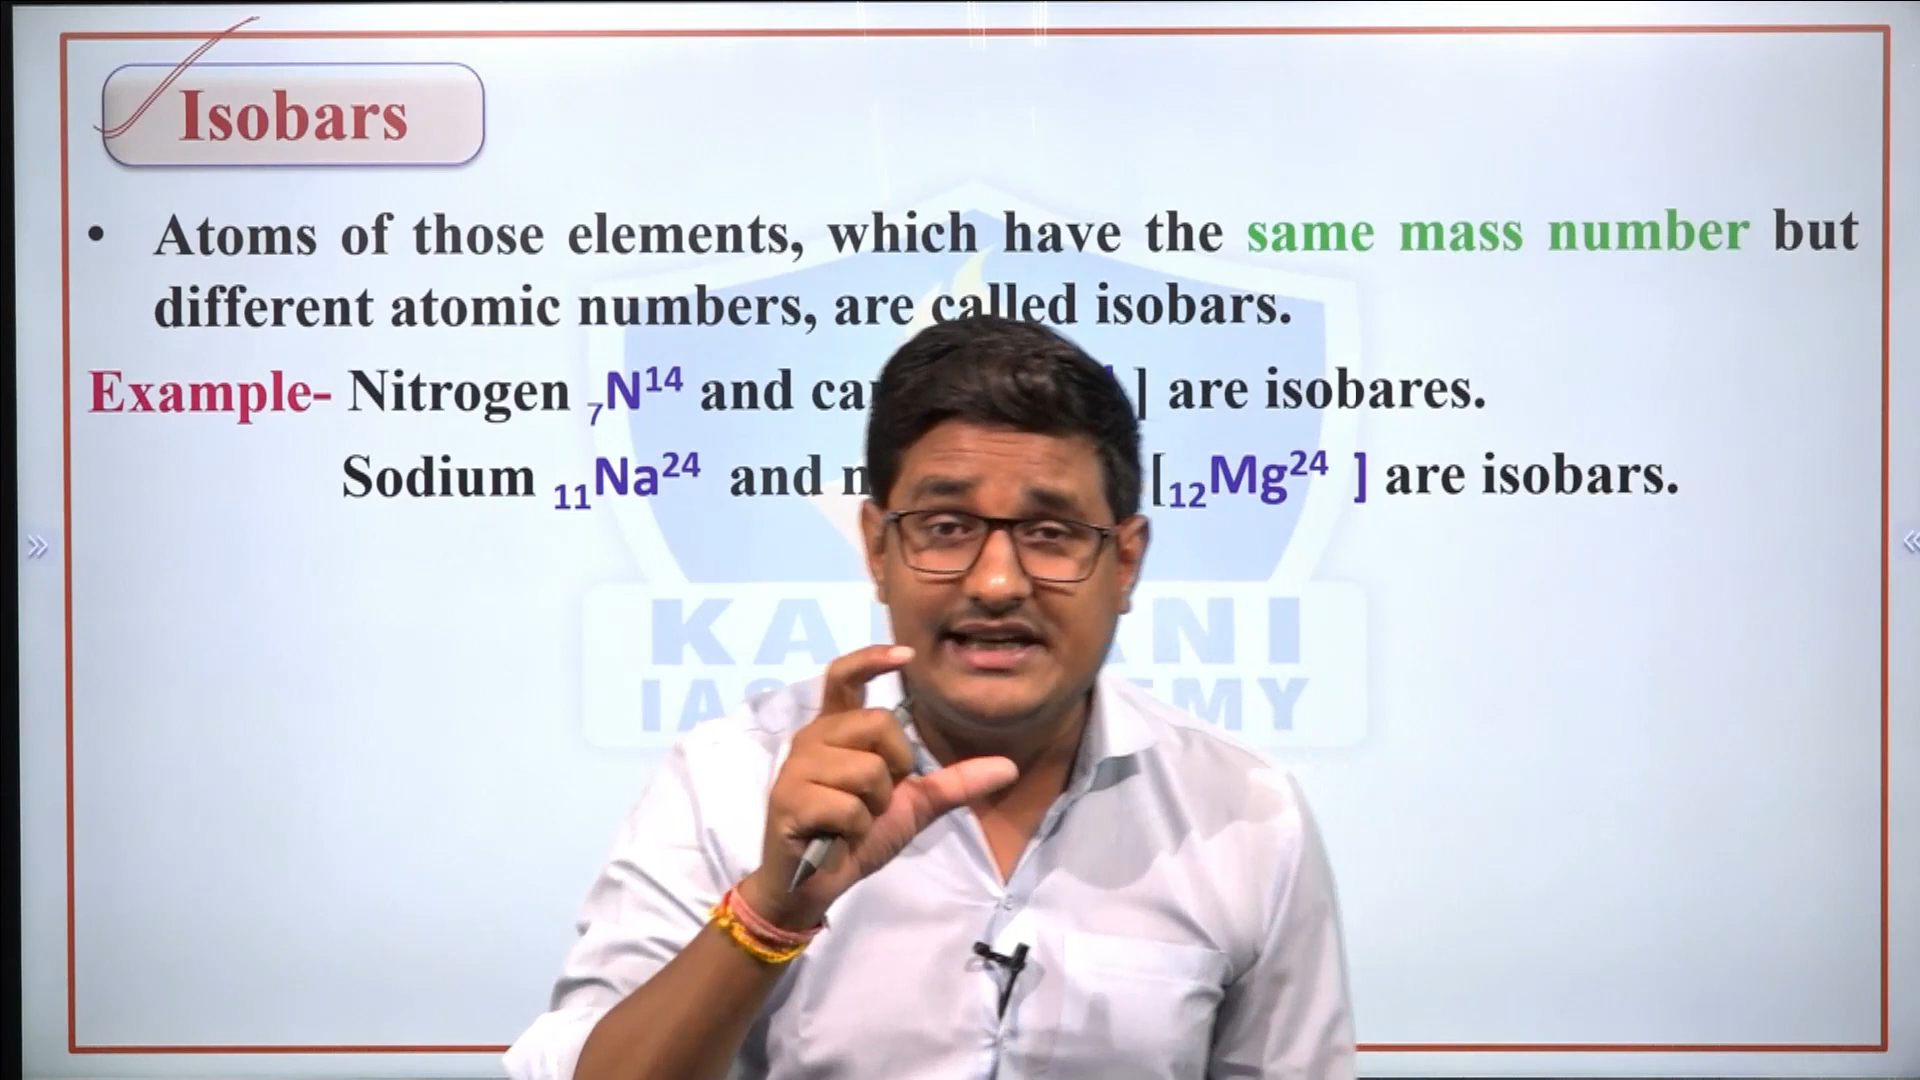 Isobars
• Atoms of those elements, which have the same mass number but
different atomic numbers, are called isobars.
Example- Nitrogen ₇N¹⁴ and ] are isobares.
Sodium ₁₁Na²⁴ and [₁₂Mg²⁴ ] are isobars.